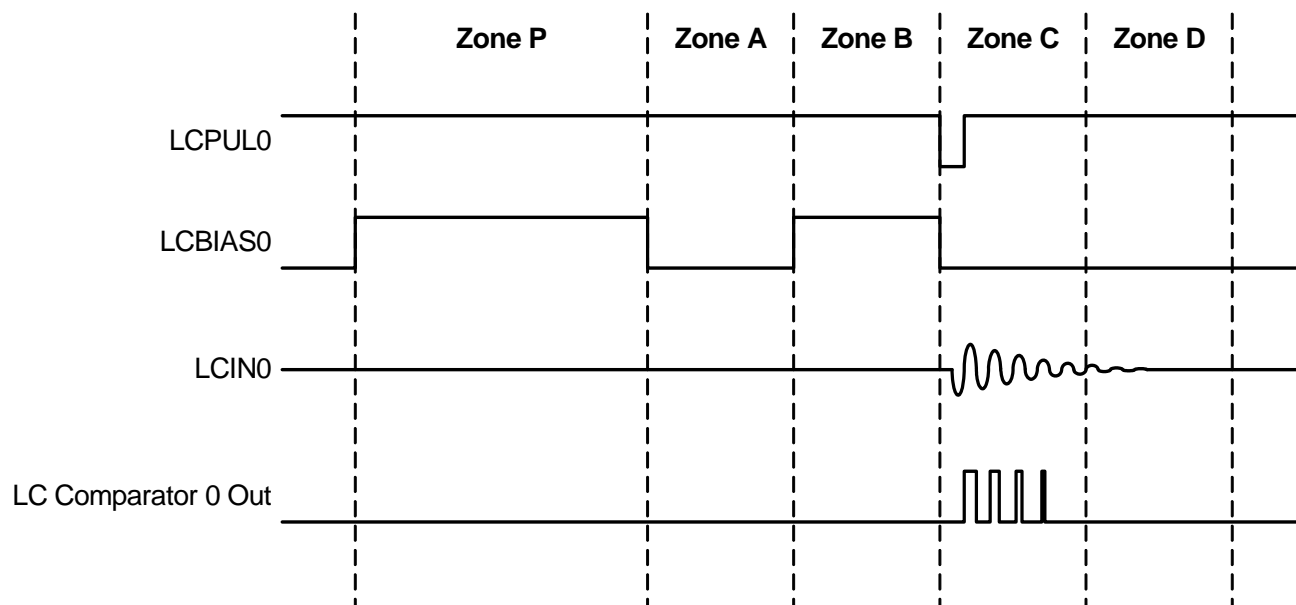 Zone P
Zone A
Zone B
Zone C
Zone D
LCPUL0
LCBIAS0
LCIN0
LC Comparator 0 Out